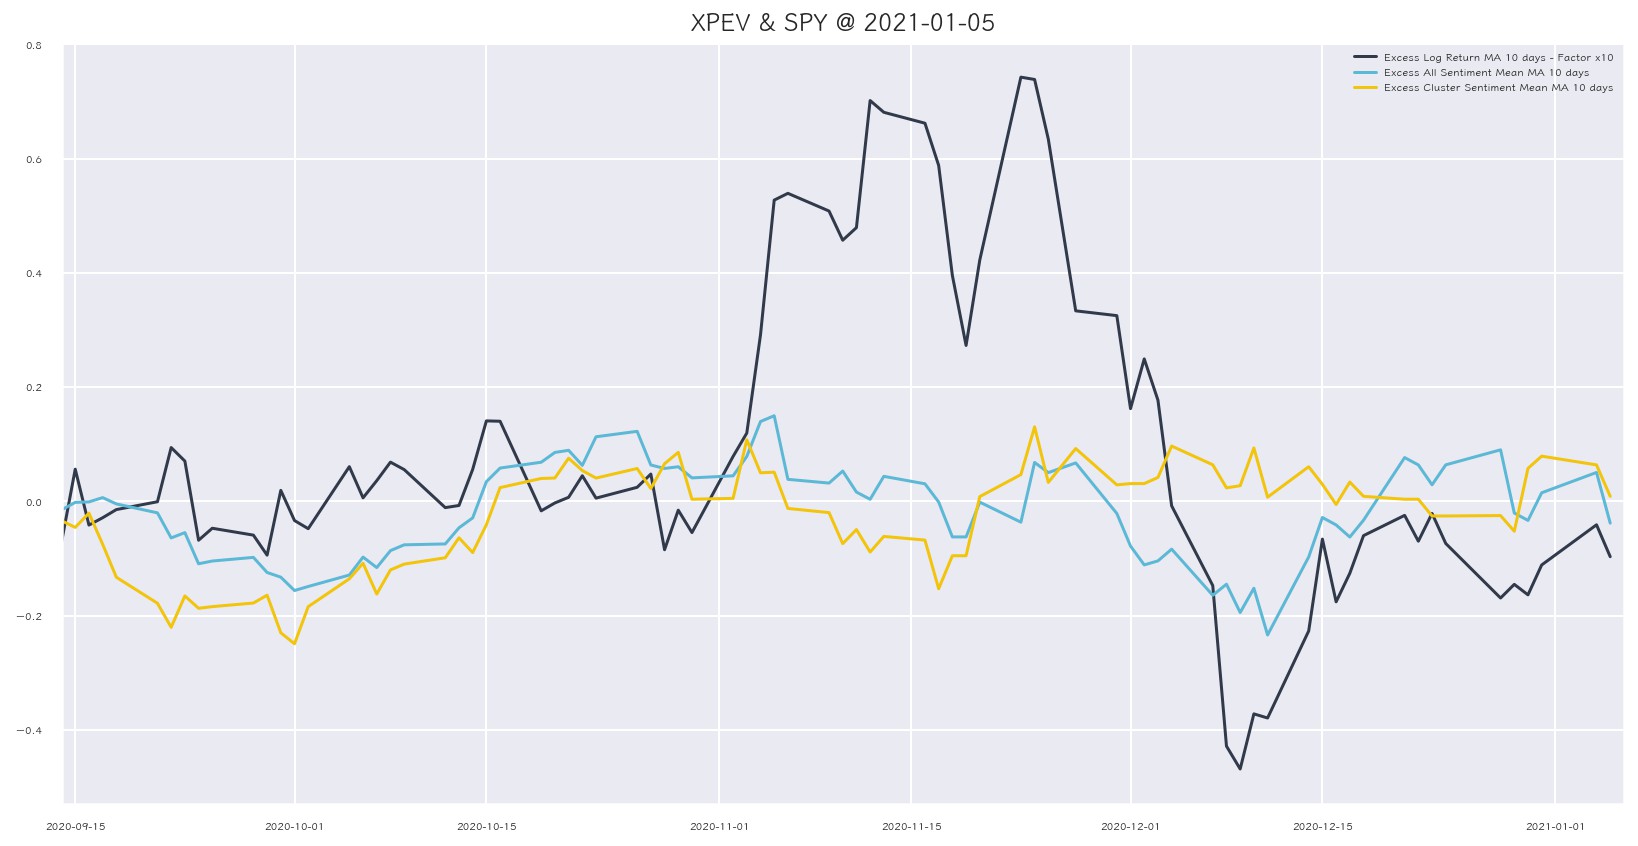 XPEV & SPY @ 2021-01-05
0.8
Excess Log Return MA 10 days - Factor x10
Excess All Sentiment Mean MA 10 days
Excess Cluster Sentiment Mean MA 10 days
0.6
0.4
0.2
0.0
−0.2
−0.4
2020-09-15 2020-10-01 2020-10-15 2020-11-01 2020-11-15 2020-12-01 2020-12-15 2021-01-01